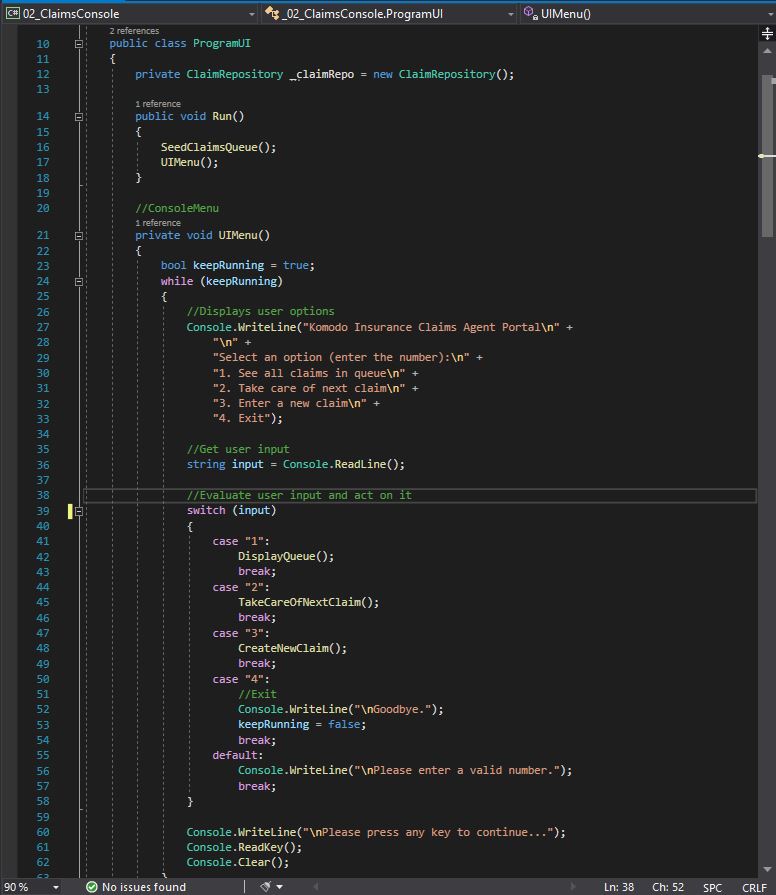 C# 02_ClaimsConsole _02_ClaimsConsole.ProgramUI UIMenu()
2 references
10 public class ProgramUI
11 {
12 private ClaimRepository _claimRepo = new ClaimRepository();
13
1 reference
14 public void Run()
15 {
16 SeedClaimsQueue();
17 UIMenu();
18 }
19
20 //ConsoleMenu
1 reference
21 private void UIMenu()
22 {
23 bool keepRunning = true;
24 while (keepRunning)
25 {
26 //Displays user options
27 Console.WriteLine("Komodo Insurance Claims Agent Portal\n" +
28 "\n" +
29 "Select an option (enter the number):\n" +
30 "1. See all claims in queue\n" +
31 "2. Take care of next claim\n" +
32 "3. Enter a new claim\n" +
33 "4. Exit");
34
35 //Get user input
36 string input = Console.ReadLine();
37
38 //Evaluate user input and act on it
39 switch (input)
40 {
41 case "1":
42 DisplayQueue();
43 break;
44 case "2":
45 TakeCareOfNextClaim();
46 break;
47 case "3":
48 CreateNewClaim();
49 break;
50 case "4":
51 //Exit
52 Console.WriteLine("\nGoodbye.");
53 keepRunning = false;
54 break;
55 default:
56 Console.WriteLine("\nPlease enter a valid number.");
57 break;
58 }
59
60 Console.WriteLine("\nPlease press any key to continue...");
61 Console.ReadKey();
62 Console.Clear();
63 }
90 % No issues found Ln: 38 Ch: 52 SPC CRLF